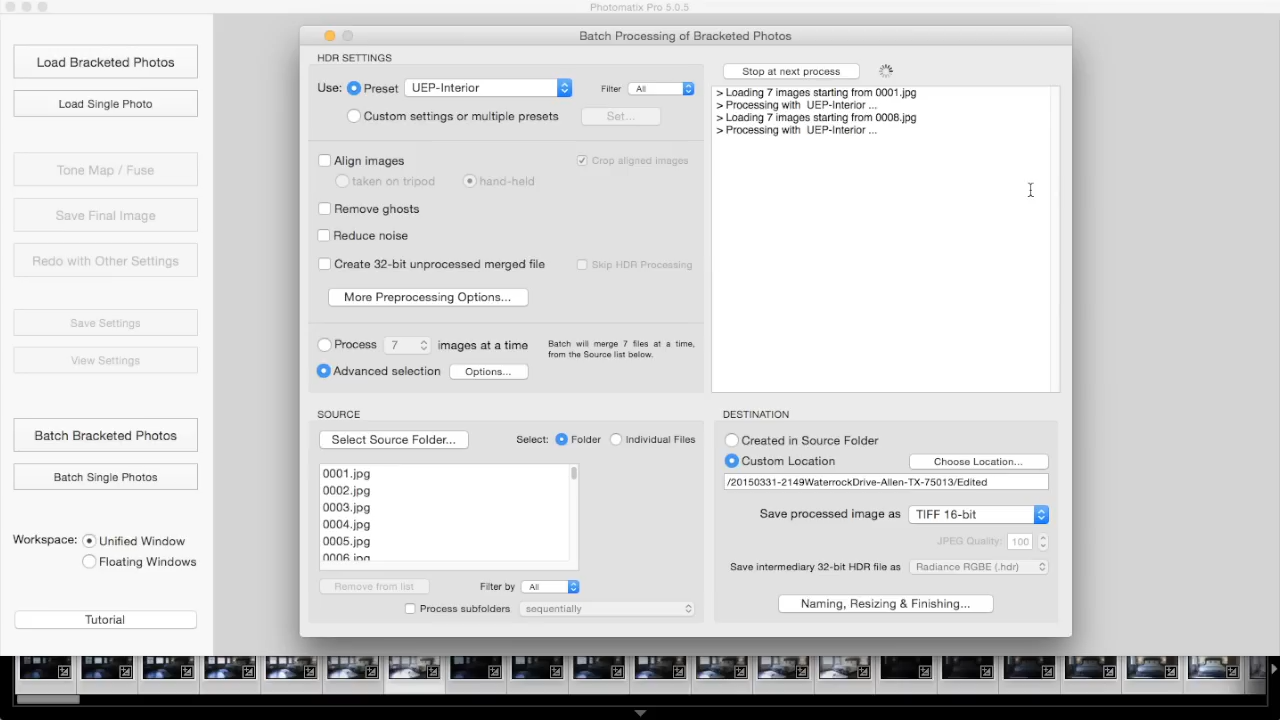 Photomatix Pro 5.0.5
Load Bracketed Photos
Load Single Photo
Tone Map / Fuse
Save Final Image
Redo with Other Settings
Save Settings
View Settings
Batch Bracketed Photos
Batch Single Photos
Workspace: Unified Window
Floating Windows
Tutorial
Batch Processing of Bracketed Photos
HDR SETTINGS
Use: Preset UEP-Interior Filter All
Custom settings or multiple presets Set...
Align images Crop aligned images
taken on tripod hand-held
Remove ghosts
Reduce noise
Create 32-bit unprocessed merged file Skip HDR Processing
More Preprocessing Options...
Process 7 images at a time
Batch will merge 7 files at a time,
from the Source list below.
Advanced selection Options...
Stop at next process
> Loading 7 images starting from 0001.jpg
> Processing with UEP-Interior ...
> Loading 7 images starting from 0008.jpg
> Processing with UEP-Interior ...
SOURCE
Select Source Folder... Select: Folder Individual Files
0001.jpg
0002.jpg
0003.jpg
0004.jpg
0005.jpg
0006.jpg
Remove from list Filter by All
Process subfolders sequentially
DESTINATION
Created in Source Folder
Custom Location Choose Location...
/20150331-2149WaterrockDrive-Allen-TX-75013/Edited
Save processed image as TIFF 16-bit
JPEG Quality: 100
Save intermediary 32-bit HDR file as Radiance RGBE (.hdr)
Naming, Resizing & Finishing...